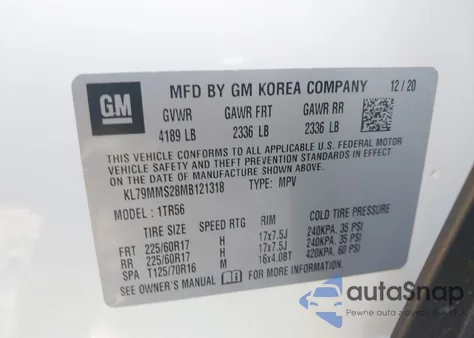 GM
MFD BY GM KOREA COMPANY 12/20
GVWR GAWR FRT GAWR RR
4189 LB 2336 LB 2336 LB
THIS VEHICLE CONFORMS TO ALL APPLICABLE U.S. FEDERAL MOTOR
VEHICLE SAFETY, BUMPER, AND THEFT PREVENTION STANDARDS
IN EFFECT ON THE DATE OF MANUFACTURE SHOWN ABOVE.
KL79MMS28MB121318 TYPE: MPV
MODEL: 1TR56
TIRE SIZE SPEED RTG RIM COLD TIRE PRESSURE
FRT 225/60R17 H 17x7.5J 240KPA, 35 PSI
RR 225/60R17 H 17x7.5J 240KPA, 35 PSI
SPA T125/70R16 M 16x4.0BT 420KPA, 60 PSI
SEE OWNER'S MANUAL FOR MORE INFORMATION.
autoSnap
Pewne auta z rynku